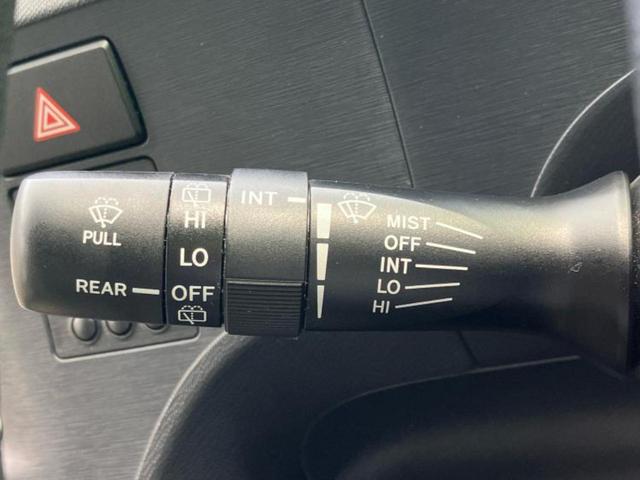 PULL
REAR
HI
LO
OFF
INT
MIST
OFF
INT
LO
HI